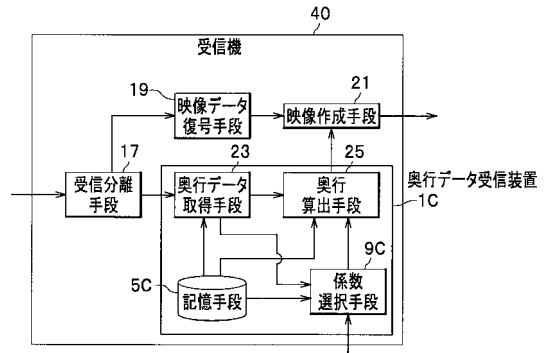 40
受信機
19
映像データ
復号手段
21
映像作成手段
17
受信分離
手段
23
奥行データ
取得手段
25
奥行
算出手段
奥行データ受信装置
1C
5C
記憶手段
9C
係数
選択手段